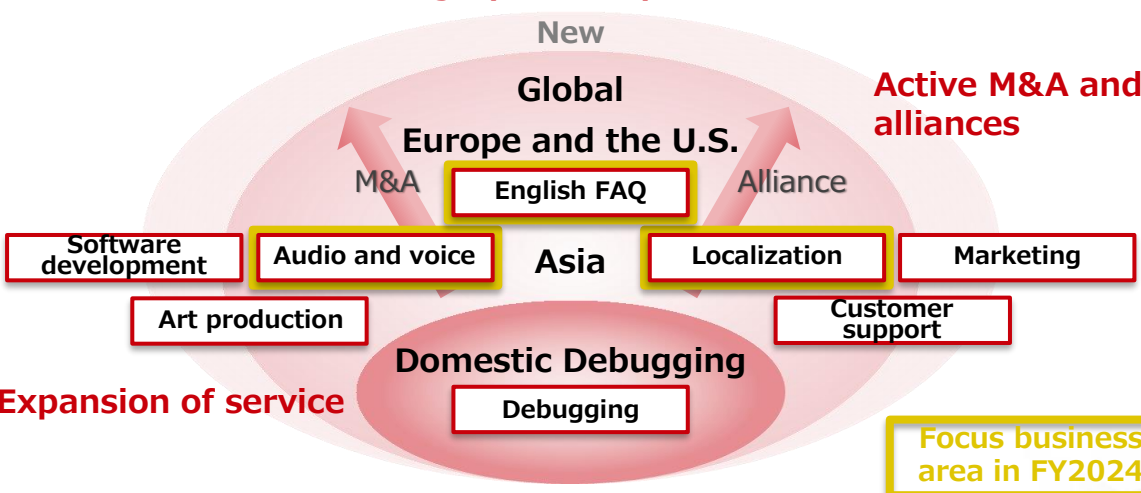 New
Global
Active M&A and
alliances
Europe and the U.S.
M&A
Alliance
English FAQ
Software
development
Audio and voice
Asia
Localization
Marketing
Art production
Customer
support
Domestic Debugging
Expansion of service
Debugging
Focus business
area in FY2024